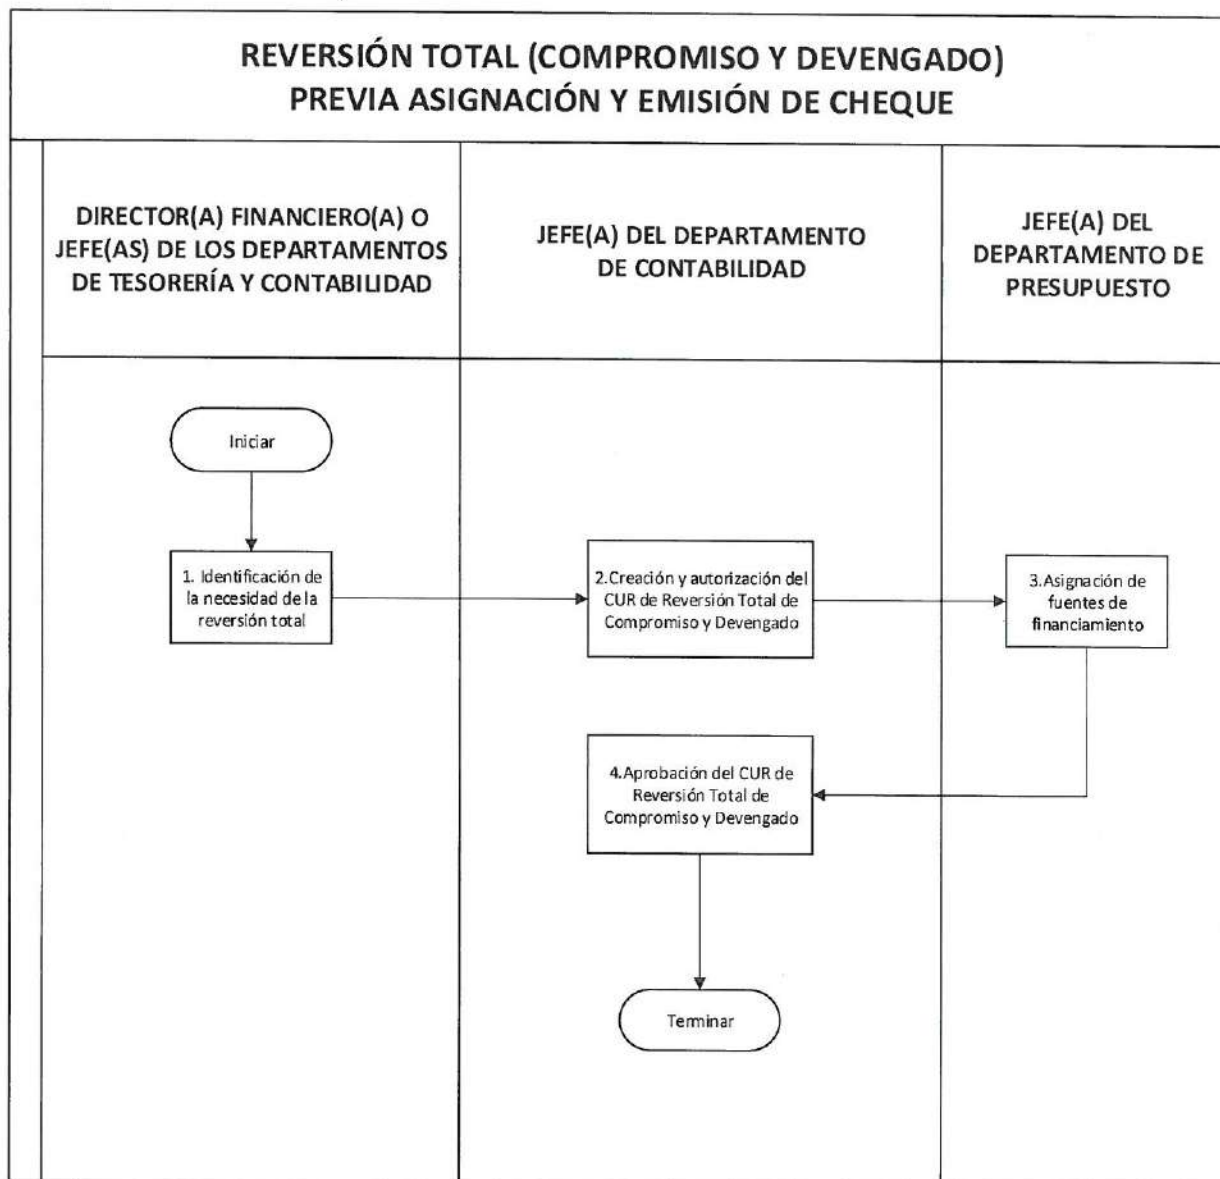 REVERSIÓN TOTAL (COMPROMISO Y DEVENGADO)
PREVIA ASIGNACIÓN Y EMISIÓN DE CHEQUE
DIRECTOR(A) FINANCIERO(A) O
JEFE(AS) DE LOS DEPARTAMENTOS
DE TESORERÍA Y CONTABILIDAD
JEFE(A) DEL DEPARTAMENTO
DE CONTABILIDAD
JEFE(A) DEL
DEPARTAMENTO DE
PRESUPUESTO
Iniciar
1. Identificación de
la necesidad de la
reversión total
2.Creación y autorización del
CUR de Reversión Total de
Compromiso y Devengado
3.Asignación de
fuentes de
financiamiento
4.Aprobación del CUR de
Reversión Total de
Compromiso y Devengado
Terminar